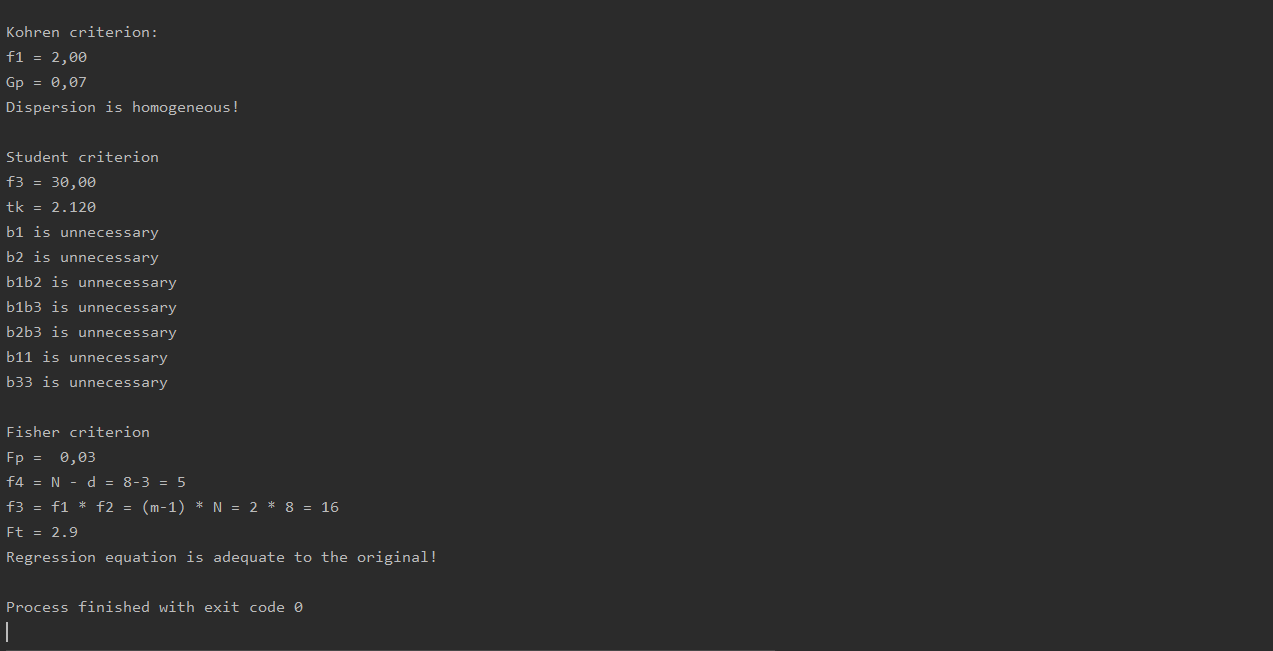 Kohren criterion:
f1 = 2,00
Gp = 0,07
Dispersion is homogeneous!
Student criterion
f3 = 30,00
tk = 2.120
b1 is unnecessary
b2 is unnecessary
b1b2 is unnecessary
b1b3 is unnecessary
b2b3 is unnecessary
b11 is unnecessary
b33 is unnecessary
Fisher criterion
Fp =  0,03
f4 = N - d = 8-3 = 5
f3 = f1 * f2 = (m-1) * N = 2 * 8 = 16
Ft = 2.9
Regression equation is adequate to the original!
Process finished with exit code 0